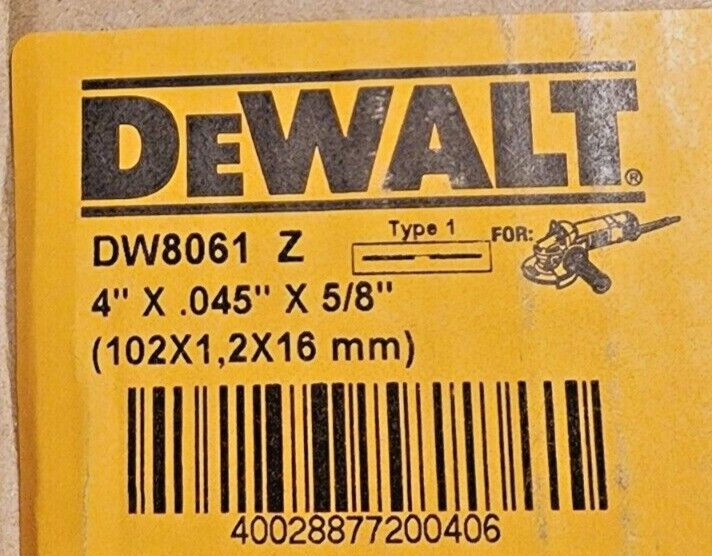 DEWALT®
DW8061 Z Type 1 FOR:
4" X .045" X 5/8"
(102X1,2X16 mm)
40028877200406